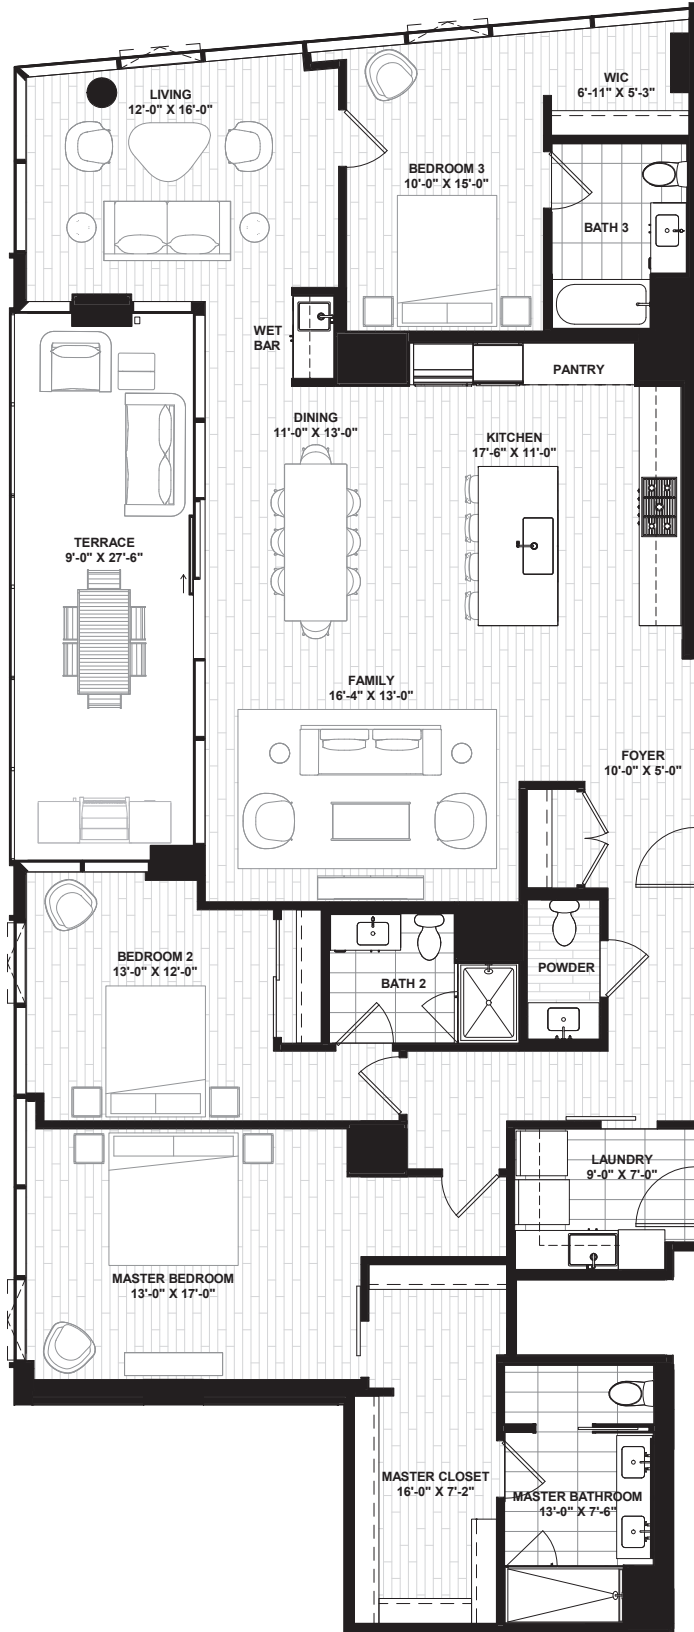 WIC
6'-11" X 5'-3"
LIVING
12'-0" X 16'-0"
BEDROOM 3
10'-0" X 15'-0"
BATH 3
WET
BAR
PANTRY
DINING
11'-0" X 13'-0"
KITCHEN
17'-6" X 11'-0"
TERRACE
9'-0" X 27'-6"
FAMILY
16'-4" X 13'-0"
FOYER
10'-0" X 5'-0"
BEDROOM 2
13'-0" X 12'-0"
BATH 2
POWDER
LAUNDRY
9'-0" X 7'-0"
MASTER BEDROOM
13'-0" X 17'-0"
MASTER CLOSET
16'-0" X 7'-2"
MASTER BATHROOM
13'-0" X 7'-6"